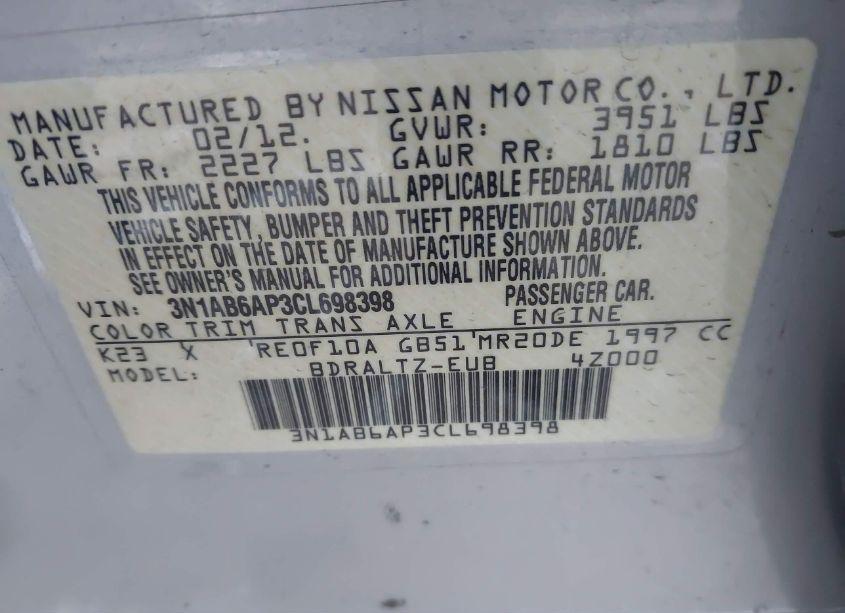 MANUFACTURED BY NISSAN MOTOR CO., LTD.
DATE: 02/12. GVWR: 3951 LBS
GAWR FR: 2227 LBS GAWR RR: 1810 LBS
THIS VEHICLE CONFORMS TO ALL APPLICABLE FEDERAL MOTOR
VEHICLE SAFETY, BUMPER AND THEFT PREVENTION STANDARDS
IN EFFECT ON THE DATE OF MANUFACTURE SHOWN ABOVE.
SEE OWNER'S MANUAL FOR ADDITIONAL INFORMATION.
VIN: 3N1AB6AP3CL698398 PASSENGER CAR.
COLOR TRIM TRANS AXLE ENGINE
K23 X 'RE0F10A GB51'MR20DE 1997 CC
MODEL: BDRALTZ-EUB 4Z000
3N1AB6AP3CL698398